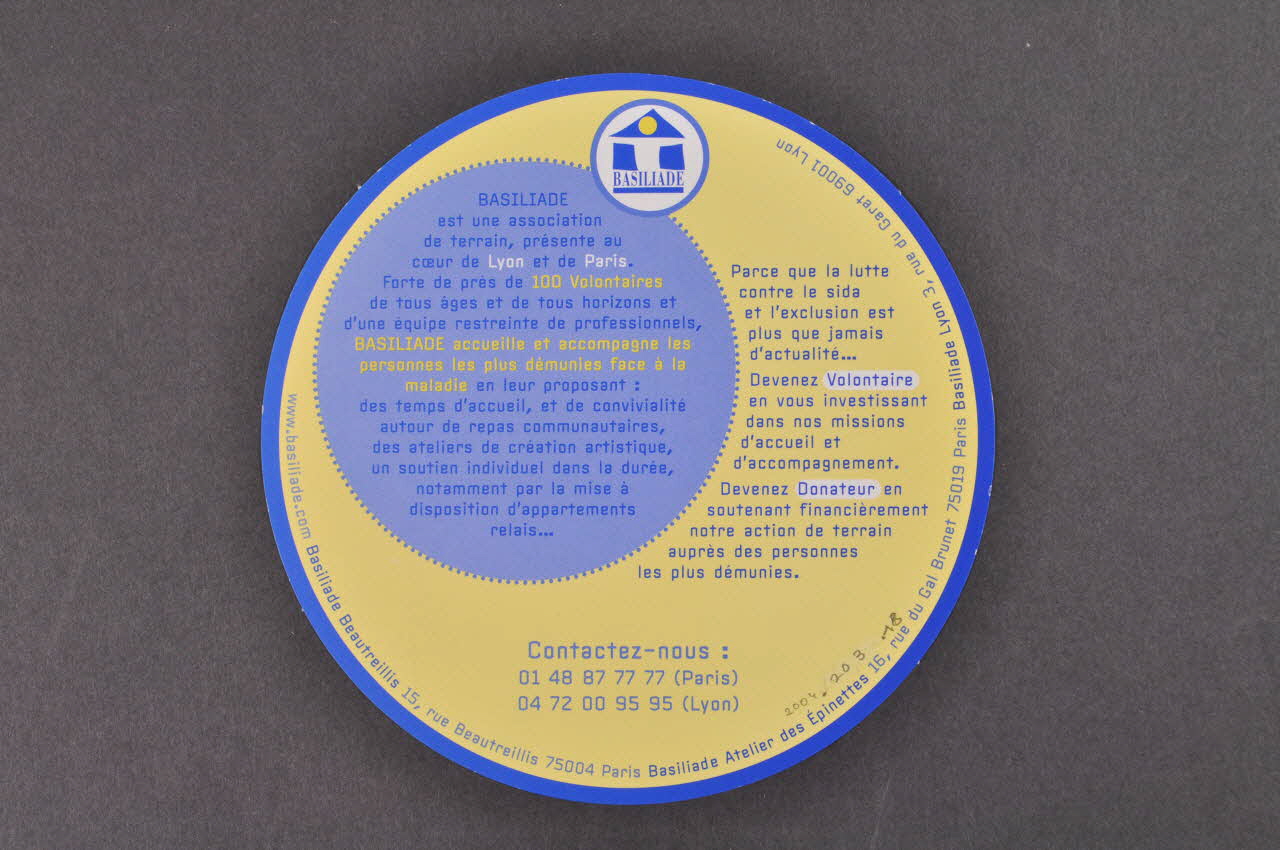 BASILIADE
BASILIADE
est une association
de terrain, présente au
cœur de Lyon et de Paris.
Forte de près de 100 Volontaires
de tous âges et de tous horizons et
d'une équipe restreinte de professionnels,
BASILIADE accueille et accompagne les
personnes les plus démunies face à la
maladie en leur proposant :
des temps d'accueil, et de convivialité
autour de repas communautaires,
des ateliers de création artistique,
un soutien individuel dans la durée,
notamment par la mise à
disposition d'appartements
relais...
Parce que la lutte
contre le sida
et l'exclusion est
plus que jamais
d'actualité...
Devenez Volontaire
en vous investissant
dans nos missions
d'accueil et
d'accompagnement.
Devenez Donateur en
soutenant financièrement
notre action de terrain
auprès des personnes
les plus démunies.
Contactez-nous :
01 48 87 77 77 (Paris)
04 72 00 95 95 (Lyon)
www.basiliade.com Basiliade Beautreillis 15, rue Beautreillis 75004 Paris Basiliade Atelier des Épinettes 16, rue du Gal Brunet 75019 Paris Basiliade Lyon 3, rue du Garet 69001 Lyon